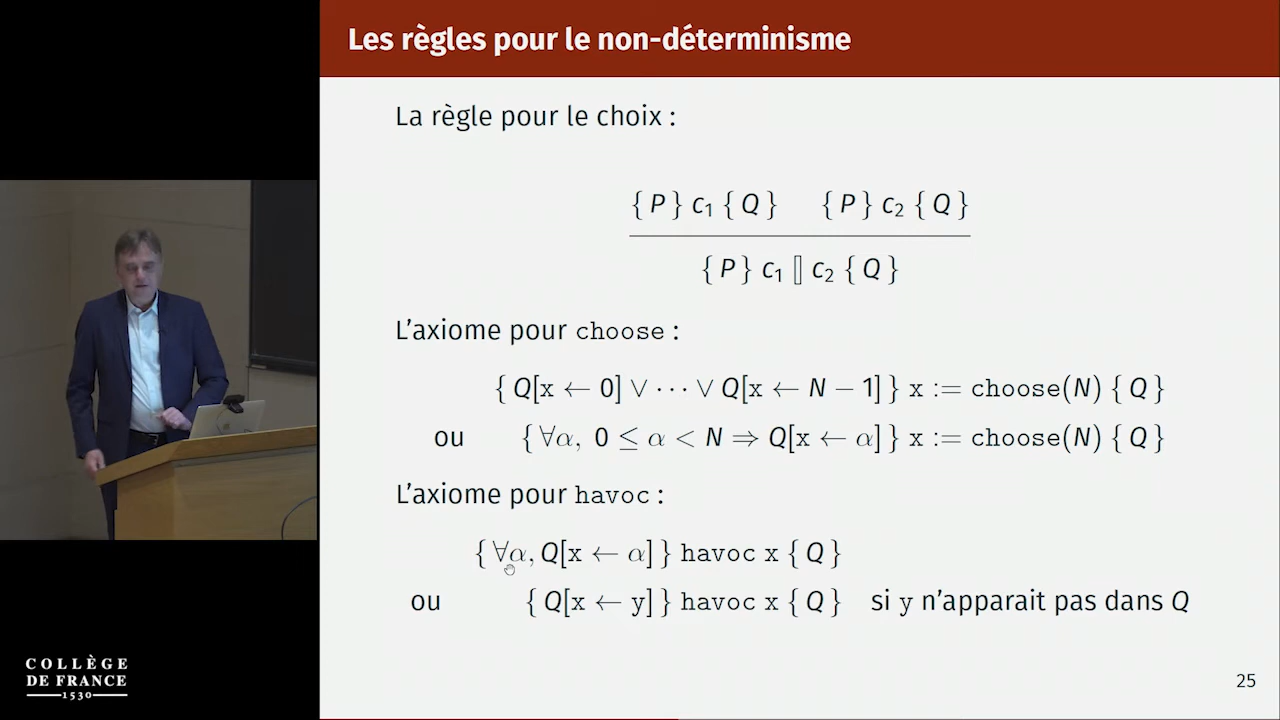 Les règles pour le non-déterminisme
La règle pour le choix :
{ P } c₁ { Q } { P } c₂ { Q }
{ P } c₁ [] c₂ { Q }
L'axiome pour choose :
{ Q[x ← 0] ∨ ··· ∨ Q[x ← N − 1] } x := choose(N) { Q }
ou { ∀α, 0 ≤ α < N ⇒ Q[x ← α] } x := choose(N) { Q }
L'axiome pour havoc :
{ ∀α, Q[x ← α] } havoc x { Q }
ou { Q[x ← y] } havoc x { Q } si y n'apparait pas dans Q
COLLÈGE
DE FRANCE
1530
25